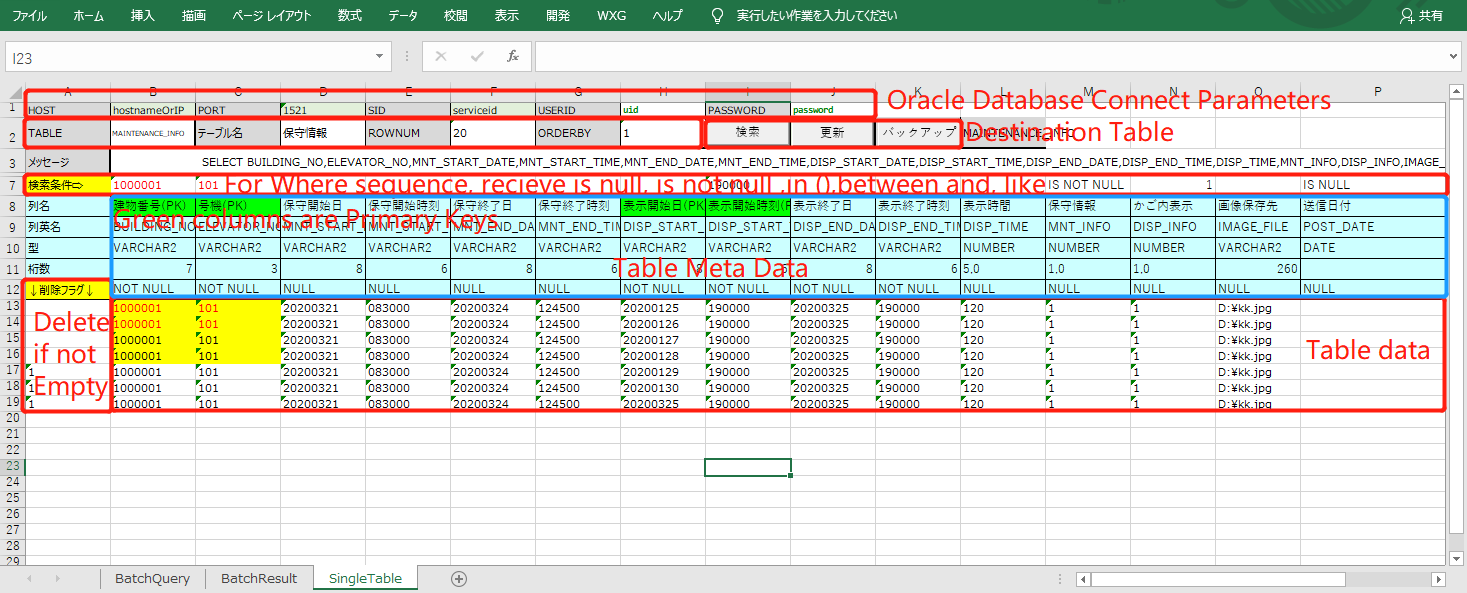 ファイル ホーム 挿入 描画 ページ レイアウト 数式 データ 校閲 表示 開発 WXG ヘルプ 実行したい作業を入力してください 共有
I23 fx
A B C D E F G H I J K L M N O P
1 HOST hostnameOrIP PORT 1521 SID serviceid USERID uid PASSWORD password Oracle Database Connect Parameters
2 TABLE MAINTENANCE_INFO テーブル名 保守情報 ROWNUM 20 ORDERBY 1 検索 更新 バックアップ MAINTENANCE_INFO Destination Table
3 メッセージ SELECT BUILDING_NO,ELEVATOR_NO,MNT_START_DATE,MNT_START_TIME,MNT_END_DATE,MNT_END_TIME,DISP_START_DATE,DISP_START_TIME,DISP_END_DATE,DISP_END_TIME,DISP_TIME,MNT_INFO,DISP_INFO,IMAGE_
7 検索条件⇨ 1000001 101 For Where sequence, recieve is null, is not null ,in (),between and, like 190000 IS NOT NULL 1 IS NULL
8 列名 建物番号(PK) 号機(PK) 保守開始日 保守開始時刻 保守終了日 保守終了時刻 表示開始日(PK 表示開始時刻(P 表示終了日 表示終了時刻 表示時間 保守情報 かご内表示 画像保存先 送信日付
Green columns are Primary Keys
9 列英名 BUILDING_NO ELEVATOR_NO MNT_START_ MNT_START_ MNT_END_DA MNT_END_TIM DISP_START_ DISP_START_ DISP_END_DA DISP_END_TIM DISP_TIME MNT_INFO DISP_INFO IMAGE_FILE POST_DATE
10 型 VARCHAR2 VARCHAR2 VARCHAR2 VARCHAR2 VARCHAR2 VARCHAR2 VARCHAR2 VARCHAR2 VARCHAR2 VARCHAR2 NUMBER NUMBER NUMBER VARCHAR2 DATE
11 桁数 7 3 8 6 8 6 8 8 6 5.0 1.0 1.0 260
Table Meta Data
12 ↓削除フラグ↓ NOT NULL NOT NULL NULL NULL NULL NULL NOT NULL NOT NULL NOT NULL NOT NULL NULL NULL NULL NULL NULL
13 1000001 101 20200321 083000 20200324 124500 20200125 190000 20200325 190000 120 1 1 D:¥kk.jpg
14 Delete 1000001 101 20200321 083000 20200324 124500 20200126 190000 20200325 190000 120 1 1 D:¥kk.jpg
15 1000001 101 20200321 083000 20200324 124500 20200127 190000 20200325 190000 120 1 1 D:¥kk.jpg
16 if not 1000001 101 20200321 083000 20200324 124500 20200128 190000 20200325 190000 120 1 1 D:¥kk.jpg Table data
17 1 1000001 101 20200321 083000 20200324 124500 20200129 190000 20200325 190000 120 1 1 D:¥kk.jpg
18 Empty 1000001 101 20200321 083000 20200324 124500 20200130 190000 20200325 190000 120 1 1 D:¥kk.jpg
19 1 1000001 101 20200321 083000 20200324 124500 20200325 190000 20200325 190000 120 1 1 D:¥kk.jpg
20
21
22
23
24
25
26
27
28
29
BatchQuery BatchResult SingleTable